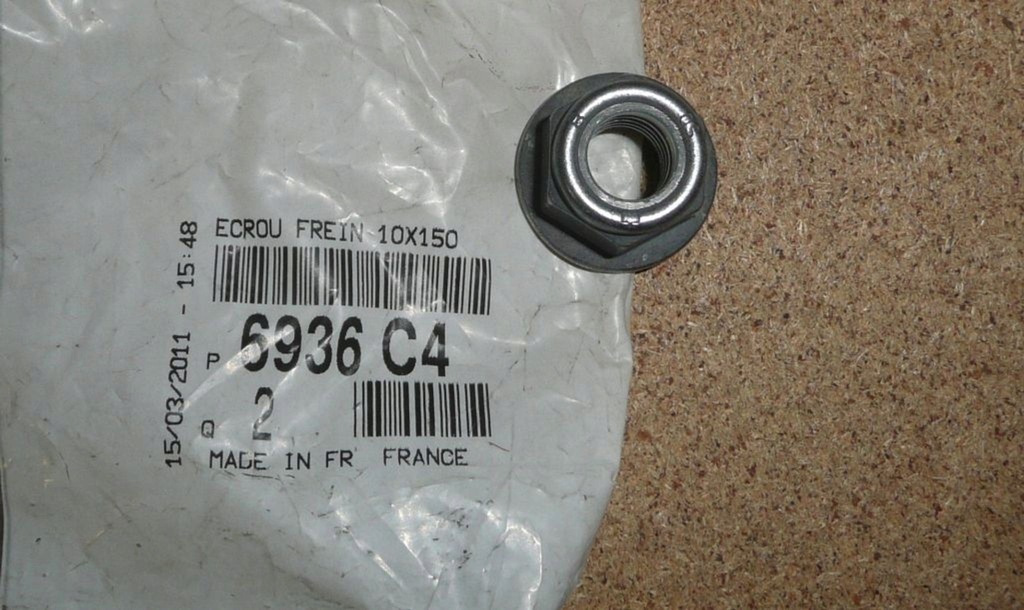 ECROU FREIN 10X150
P 6936 C4
Q 2
MADE IN FR FRANCE
15/03/2011 - 15:48